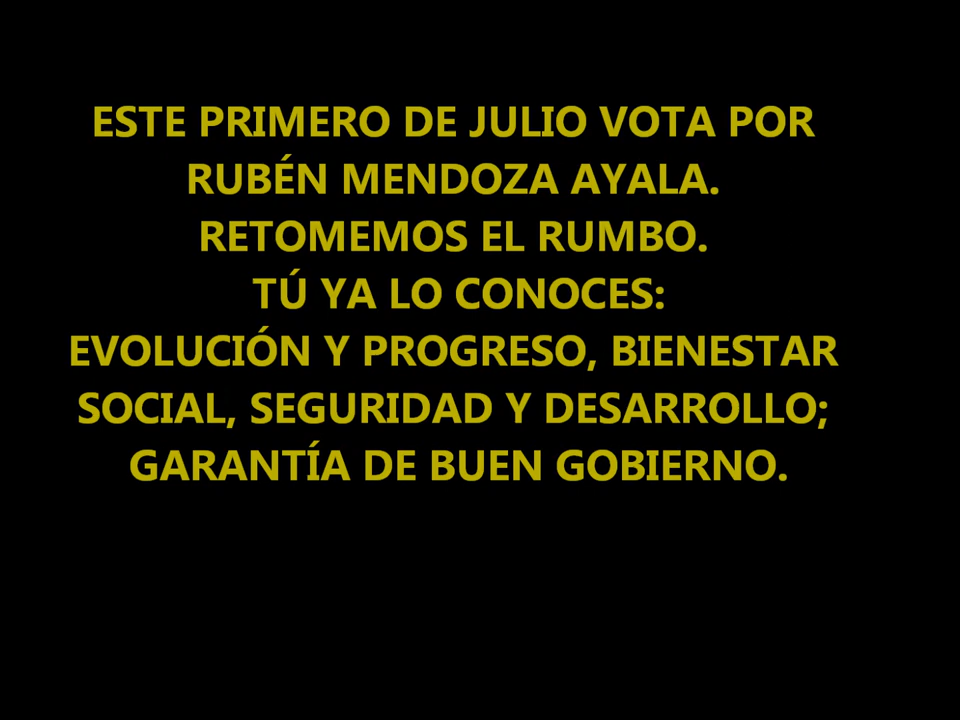 ESTE PRIMERO DE JULIO VOTA POR
RUBÉN MENDOZA AYALA.
RETOMEMOS EL RUMBO.
TÚ YA LO CONOCES:
EVOLUCIÓN Y PROGRESO, BIENESTAR
SOCIAL, SEGURIDAD Y DESARROLLO;
GARANTÍA DE BUEN GOBIERNO.